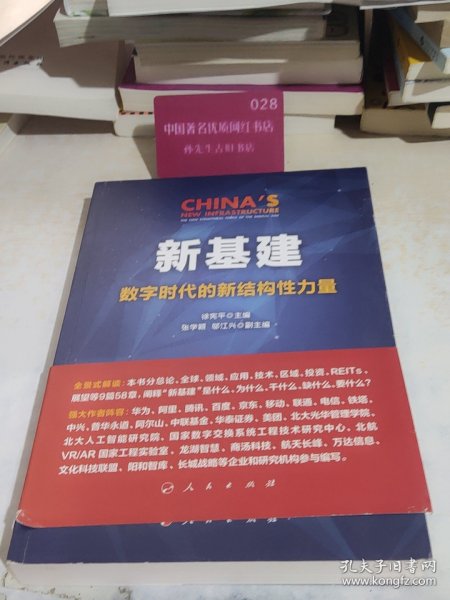 028
中国著名优质网红书店
孙先生古旧书店
CHINA'S
NEW INFRASTRUCTURE
新基建
数字时代的新结构性力量
徐宪平 主编
张学颖 邬江兴 副主编
全景式解读：本书分总论、全球、领域、应用、技术、区域、投资、REITs、
展望等9篇58章，阐释“新基建”是什么、为什么、干什么、缺什么、要什么？
强大作者阵容：华为、阿里、腾讯、百度、京东、移动、联通、电信、铁塔、
中兴、普华永道、阿尔山、中联基金、华泰证券、美团、北大光华管理学院、
北大人工智能研究院、国家数字交换系统工程技术研究中心、北航
VR/AR国家工程实验室、龙湖智慧、商汤科技、航天长峰、万达信息、
文化科技联盟、阳和智库、长城战略等企业和研究机构参与编写。
人民出版社
人民出版社
孔夫子旧书网
www.kongfz.com